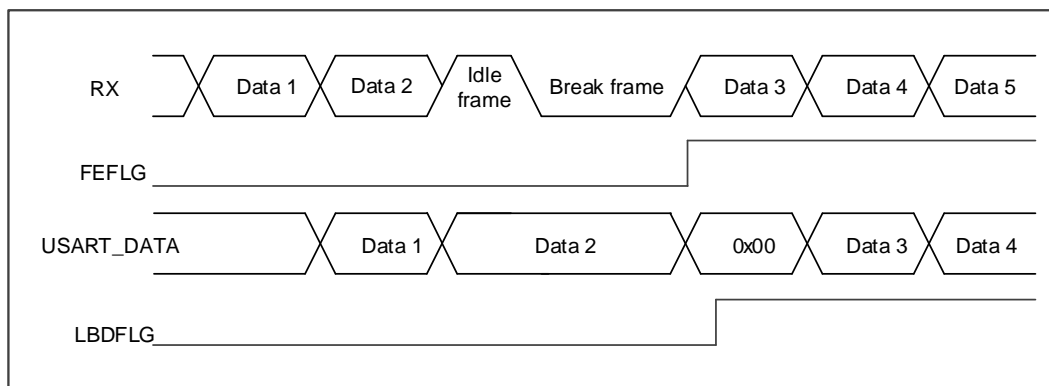 RX Data 1 Data 2 Idle frame Break frame Data 3 Data 4 Data 5
FEFLG
USART_DATA Data 1 Data 2 0x00 Data 3 Data 4
LBDFLG